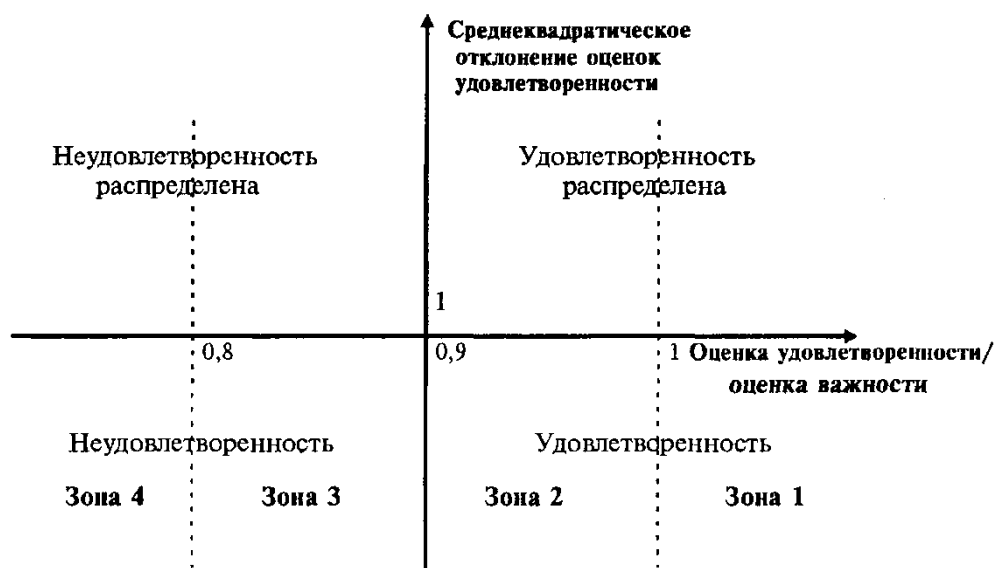 Среднеквадратическое
отклонение оценок
удовлетворенности
Неудовлетворенность
распределена
Удовлетворенность
распределена
1
0,8
0,9
1 Оценка удовлетворенности/
оценка важности
Неудовлетворенность
Удовлетворенность
Зона 4
Зона 3
Зона 2
Зона 1